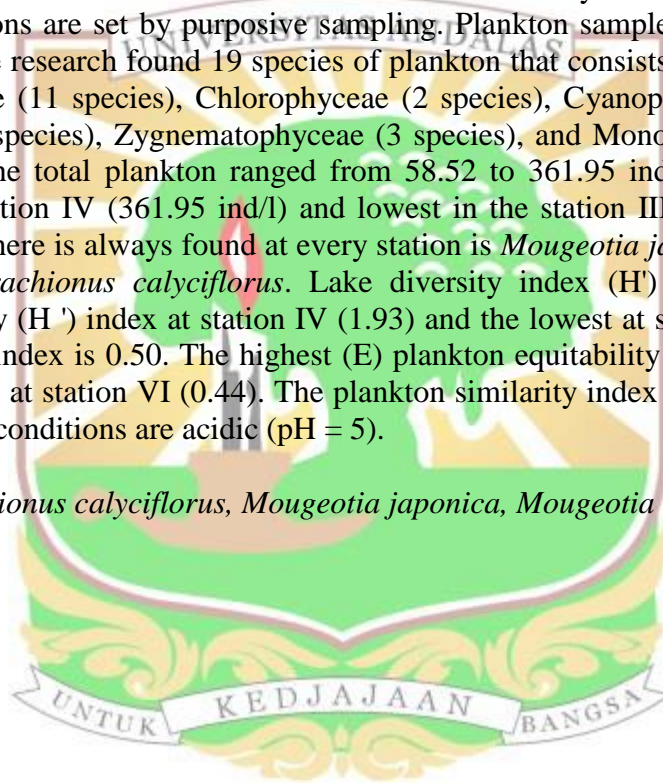 ons are set by purposive sampling. Plankton sample
UNIVERSITAS ANDALAS
e research found 19 species of plankton that consists
e (11 species), Chlorophyceae (2 species), Cyanop
species), Zygnematophyceae (3 species), and Mono
ne total plankton ranged from 58.52 to 361.95 ind
tion IV (361.95 ind/l) and lowest in the station III
here is always found at every station is Mougeotia ja
rachionus calyciflorus. Lake diversity index (H')
y (H ') index at station IV (1.93) and the lowest at s
index is 0.50. The highest (E) plankton equitability
at station VI (0.44). The plankton similarity index
conditions are acidic (pH = 5).
ionus calyciflorus, Mougeotia japonica, Mougeotia
UNTUK KEDJAJAAN BANGSA